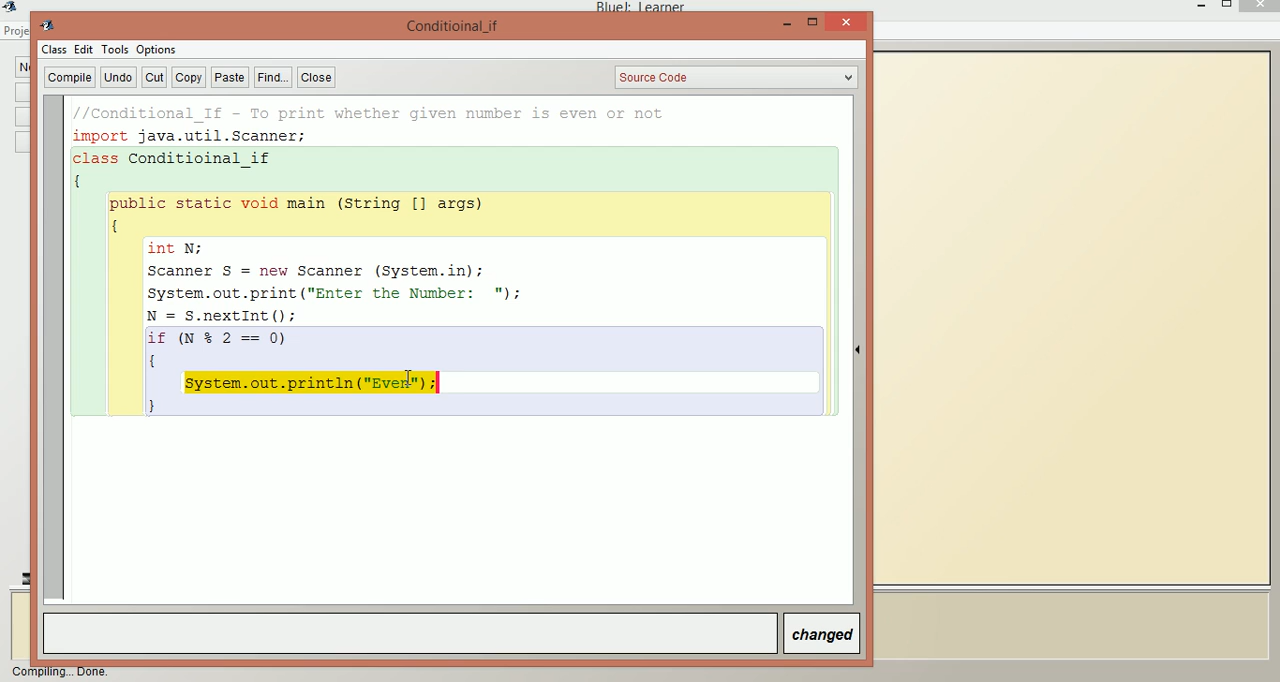 BlueJ: Learner
Conditioinal_if
Proje
Class Edit Tools Options
Ne
Compile Undo Cut Copy Paste Find... Close Source Code
//Conditional_If - To print whether given number is even or not
import java.util.Scanner;
class Conditioinal_if
{
public static void main (String [] args)
{
int N;
Scanner S = new Scanner (System.in);
System.out.print("Enter the Number:  ");
N = S.nextInt();
if (N % 2 == 0)
{
System.out.println("Even");
}
changed
Compiling... Done.